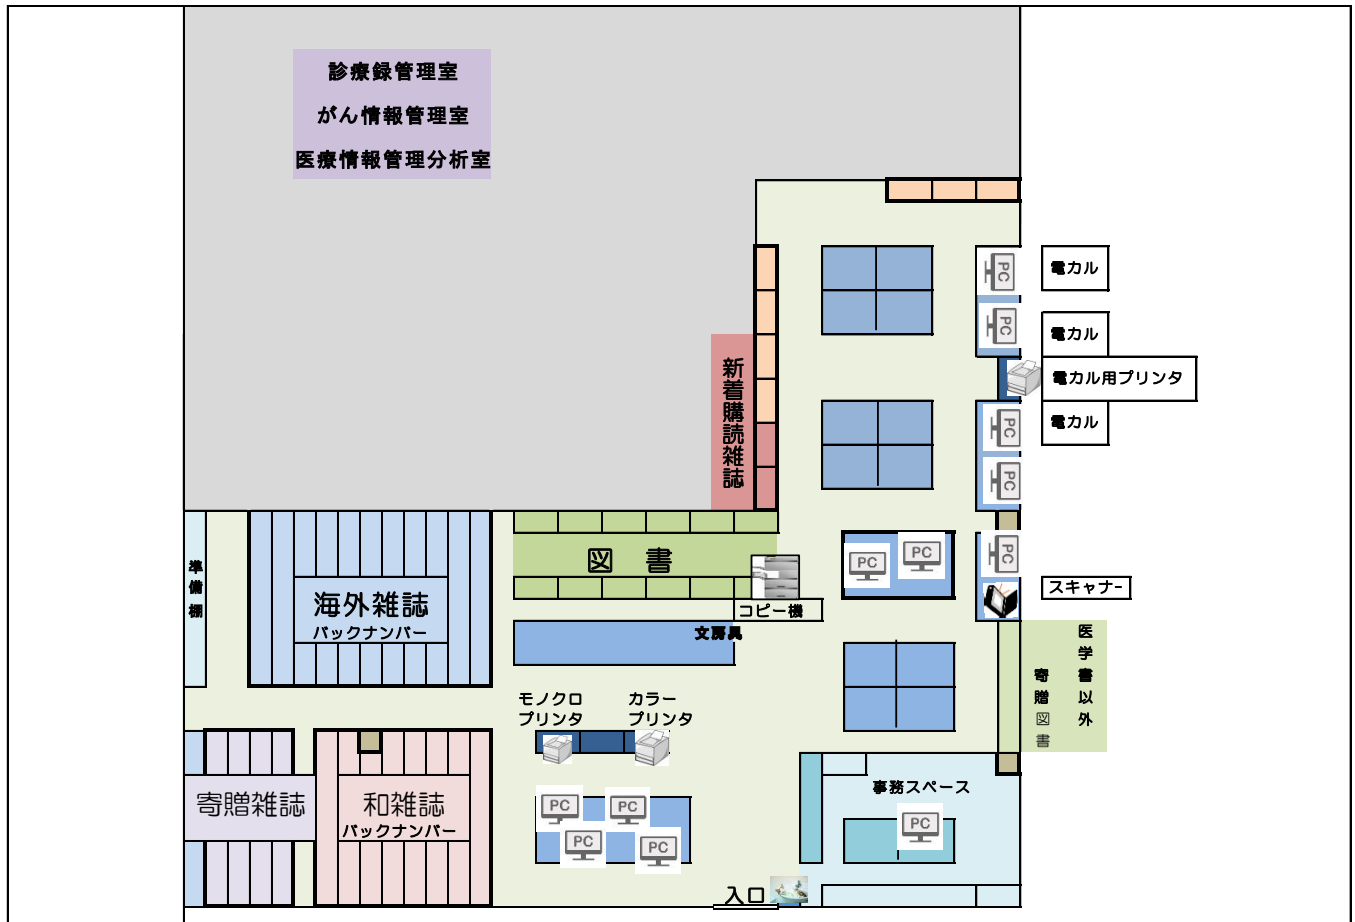 診療録管理室
がん情報管理室
医療情報管理分析室
PC
電カル
PC
電カル
電カル用プリンタ
新着購読雑誌
PC
電カル
PC
準備棚
海外雑誌
バックナンバー
図書
コピー機
文房具
PC
PC
PC
スキャナー
医学書以外
寄贈図書
モノクロ
プリンタ
カラー
プリンタ
寄贈雑誌
和雑誌
バックナンバー
PC
PC
PC
PC
事務スペース
PC
入口